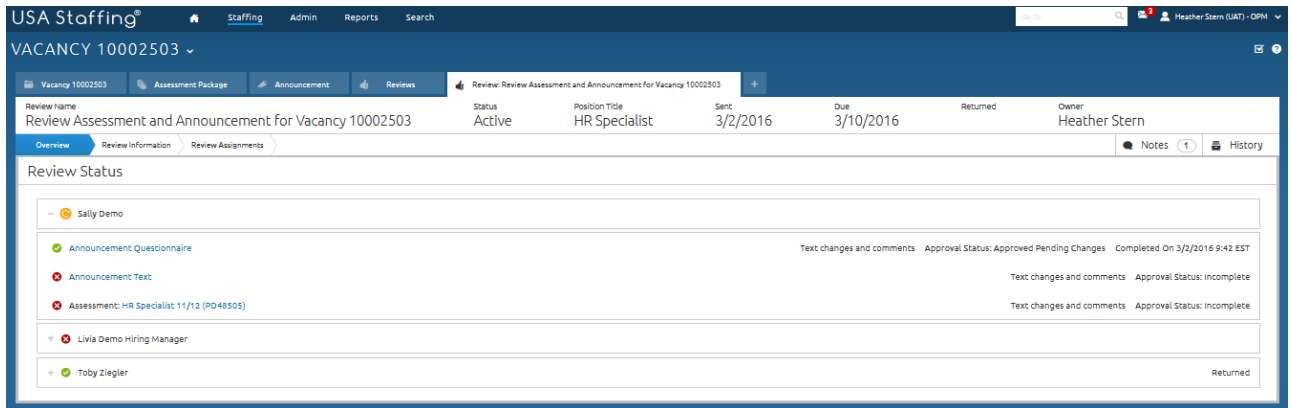 USA Staffing® Staffing Admin Reports Search Go To 3 Heather Stern (UAT) - OPM
VACANCY 10002503
Vacancy 10002503 Assessment Package Announcement Reviews Review: Review Assessment and Announcement for Vacancy 10002503 +
Review Name Status Position Title Sent Due Returned Owner
Review Assessment and Announcement for Vacancy 10002503 Active HR Specialist 3/2/2016 3/10/2016 Heather Stern
Overview Review Information Review Assignments Notes 1 History
Review Status
Sally Demo
Announcement Questionnaire Text changes and comments Approval Status: Approved Pending Changes Completed On 3/2/2016 9:42 EST
Announcement Text Text changes and comments Approval Status: Incomplete
Assessment: HR Specialist 11/12 (PD48505) Text changes and comments Approval Status: Incomplete
Livia Demo Hiring Manager
Toby Ziegler Returned